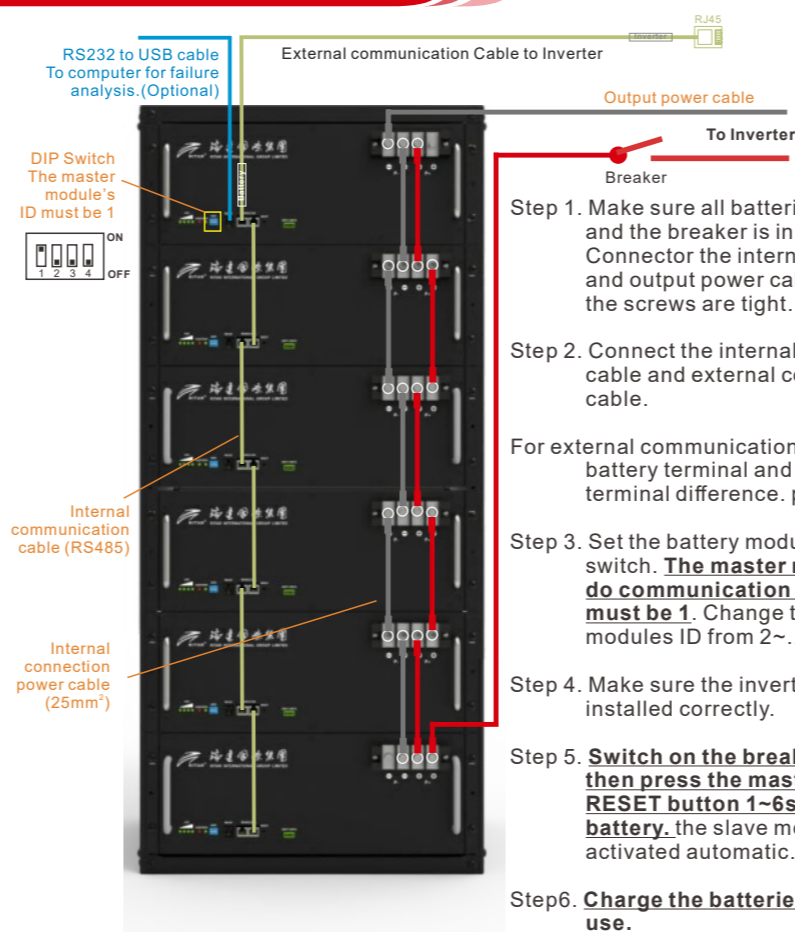 RJ45
Inverter
External communication Cable to Inverter
RS232 to USB cable
To computer for failure
analysis.(Optional)
Output power cable
To Inverter
Breaker
Battery
DIP Switch
The master
module's
ID must be 1
ON
1 2 3 4 OFF
Internal
communication
cable (RS485)
Internal
connection
power cable
(25mm²)
Step 1. Make sure all batteri
and the breaker is in
Connector the intern
and output power cal
the screws are tight.
Step 2. Connect the internal
cable and external co
cable.
For external communication
battery terminal and
terminal difference. p
Step 3. Set the battery modu
switch. The master m
do communication
must be 1. Change t
modules ID from 2~.
Step 4. Make sure the invert
installed correctly.
Step 5. Switch on the break
then press the mast
RESET button 1~6s
battery. the slave mo
activated automatic.
Step6. Charge the batterie
use.